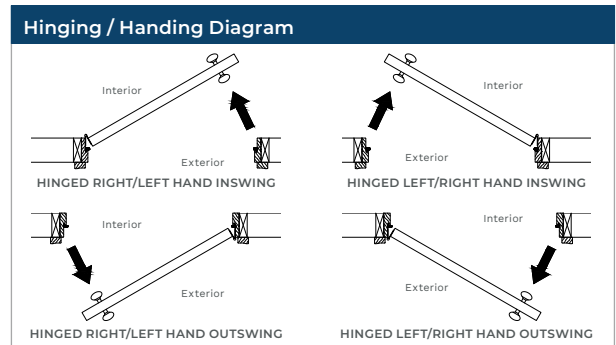 Hinging / Handing Diagram
Interior
Exterior
HINGED RIGHT/LEFT HAND INSWING
Interior
Exterior
HINGED LEFT/RIGHT HAND INSWING
Interior
Exterior
HINGED RIGHT/LEFT HAND OUTSWING
Interior
Exterior
HINGED LEFT/RIGHT HAND OUTSWING